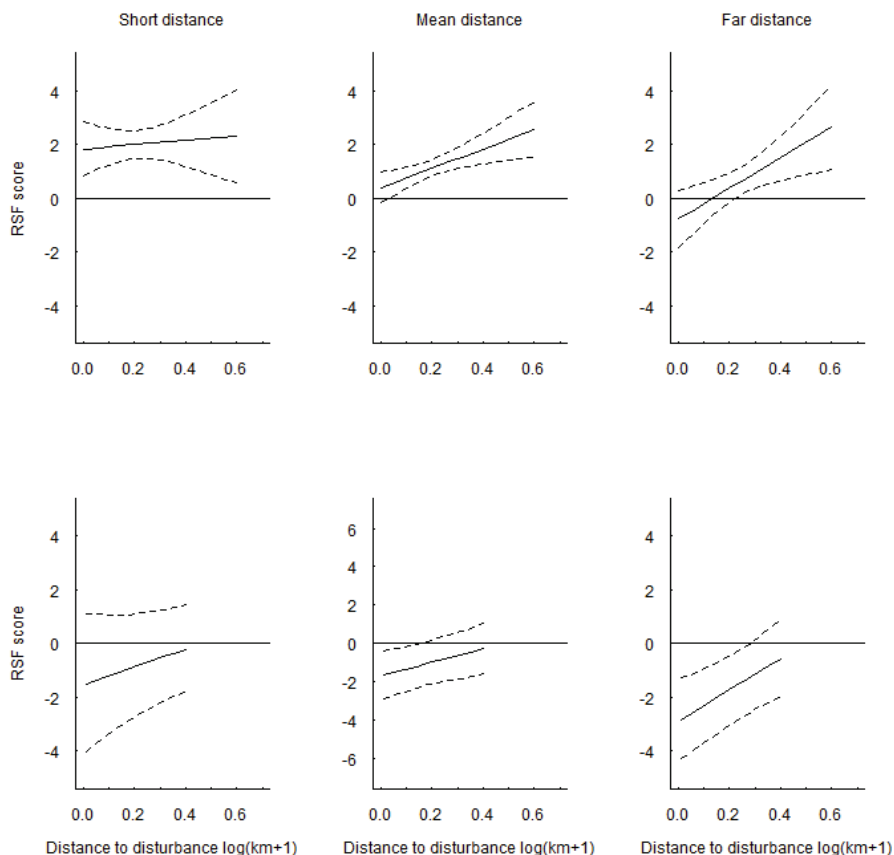 Short distance Mean distance Far distance
4 4 4
2 2 2
0 0 0
-2 -2 -2
-4 -4 -4
RSF score
0.0 0.2 0.4 0.6 0.0 0.2 0.4 0.6 0.0 0.2 0.4 0.6
4 6 4
2 4 2
0 2 0
-2 0 -2
-4 -2 -4
-4
-6
RSF score
0.0 0.2 0.4 0.6 0.0 0.2 0.4 0.6 0.0 0.2 0.4 0.6
Distance to disturbance log(km+1) Distance to disturbance log(km+1) Distance to disturbance log(km+1)